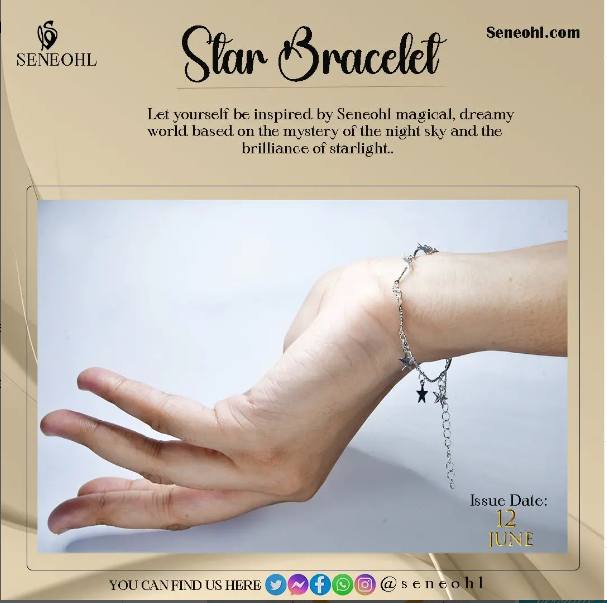 SENEOHL
Star Bracelet
Seneohl.com
Let yourself be inspired by Seneohl magical, dreamy
world based on the mystery of the night sky and the
brilliance of starlight..
Issue Date:
12
JUNE
YOU CAN FIND US HERE @seneohl